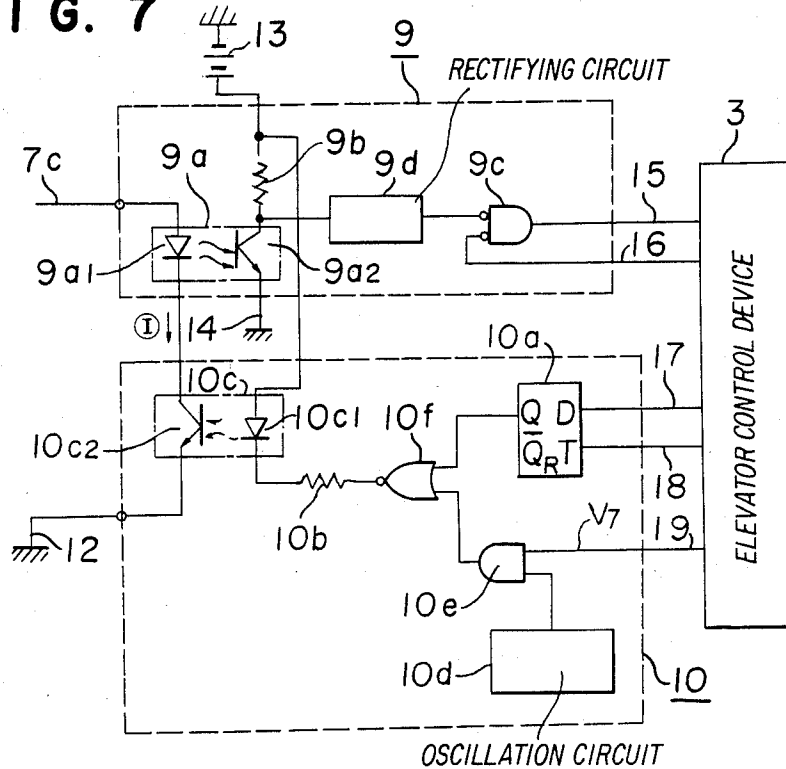 FIG. 7
13
9
RECTIFYING CIRCUIT
3
7c
9a
9b
9d
9c
15
9a1
9a2
16
I
14
10a
17
10c
10c1
10f
Q D
Q̅ R T
18
10c2
10b
V7
19
12
10e
10d
10
OSCILLATION CIRCUIT
ELEVATOR CONTROL DEVICE